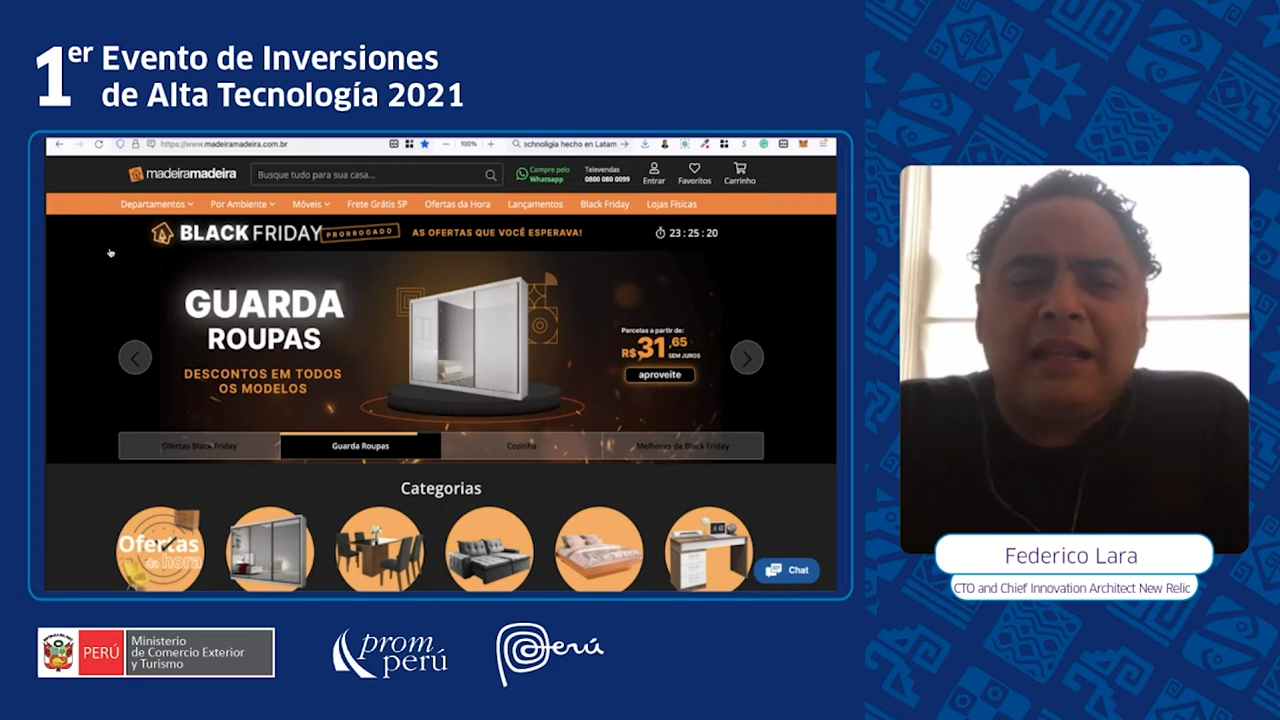 1er Evento de Inversiones
de Alta Tecnología 2021
https://www.madeiramadeira.com.br
100%
chnoligia hecho en Latam
madeiramadeira
Busque tudo para sua casa...
Compre pelo
Whatsapp
Televendas
0800 080 0099
Entrar
Favoritos
Carrinho
Departamentos
Por Ambiente
Móveis
Frete Grátis SP
Ofertas da Hora
Lançamentos
Black Friday
Lojas Físicas
BLACK FRIDAY
PRORROGADO
AS OFERTAS QUE VOCÊ ESPERAVA!
23:25:20
GUARDA
ROUPAS
DESCONTOS EM TODOS
OS MODELOS
Parcelas a partir de:
R$31,65
SEM JUROS
aproveite
Ofertas Black Friday
Guarda Roupas
Cozinha
Melhores da Black Friday
Categorias
Ofertas
da hora
Chat
Federico Lara
CTO and Chief Innovation Architect New Relic
PERÚ
Ministerio
de Comercio Exterior
y Turismo
prom
perú
Perú